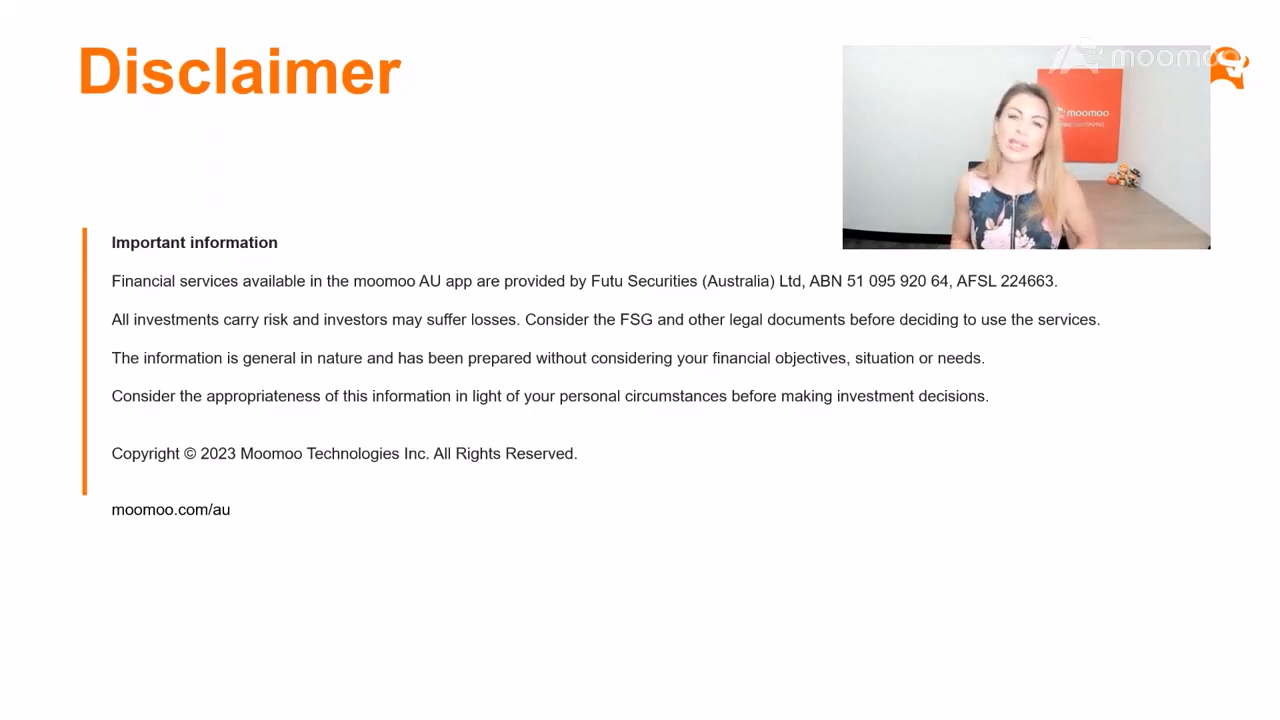 Disclaimer
moomoo
moomoo
Important information
Financial services available in the moomoo AU app are provided by Futu Securities (Australia) Ltd, ABN 51 095 920 64, AFSL 224663.
All investments carry risk and investors may suffer losses. Consider the FSG and other legal documents before deciding to use the services.
The information is general in nature and has been prepared without considering your financial objectives, situation or needs.
Consider the appropriateness of this information in light of your personal circumstances before making investment decisions.
Copyright © 2023 Moomoo Technologies Inc. All Rights Reserved.
moomoo.com/au